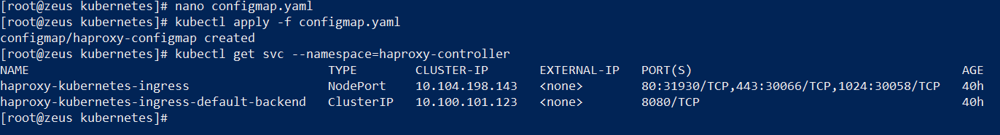 [root@zeus kubernetes]# nano configmap.yaml
[root@zeus kubernetes]# kubectl apply -f configmap.yaml
configmap/haproxy-configmap created
[root@zeus kubernetes]# kubectl get svc --namespace=haproxy-controller
NAME TYPE CLUSTER-IP EXTERNAL-IP PORT(S) AGE
haproxy-kubernetes-ingress NodePort 10.104.198.143 <none> 80:31930/TCP,443:30066/TCP,1024:30058/TCP 40h
haproxy-kubernetes-ingress-default-backend ClusterIP 10.100.101.123 <none> 8080/TCP 40h
[root@zeus kubernetes]#